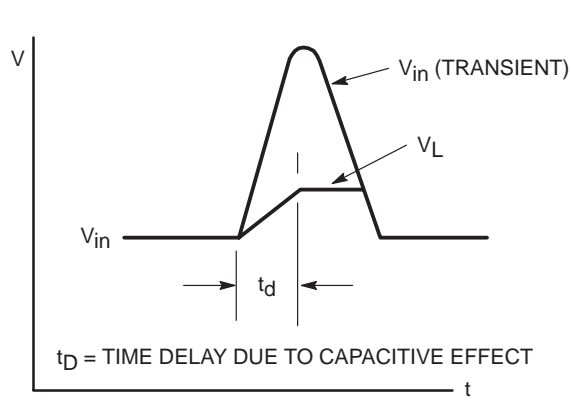 V
Vin (TRANSIENT)
VL
Vin
td
tD = TIME DELAY DUE TO CAPACITIVE EFFECT
t